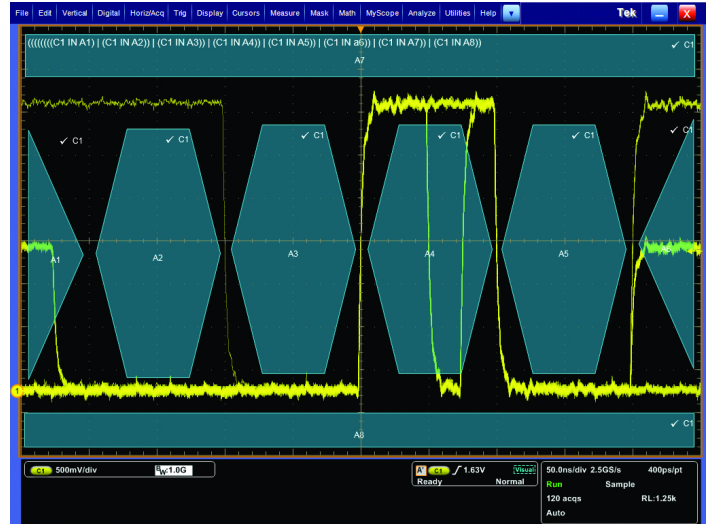 File Edit Vertical Digital Horiz/Acq Trig Display Cursors Measure Mask Math MyScope Analyze Utilities Help Tek X
((((((((C1 IN A1) | (C1 IN A2)) | (C1 IN A3)) | (C1 IN A4)) | (C1 IN A5)) | (C1 IN a6)) | (C1 IN A7)) | (C1 IN A8))
C1
A7
C1
C1
C1
C1
C1
C1
A1
A2
A3
A4
A5
A6
1
C1
A8
C1 500mV/div BW:1.0G
A' C1 1.63V Visual
Ready Normal
50.0ns/div 2.5GS/s 400ps/pt
Run Sample
120 acqs RL:1.25k
Auto